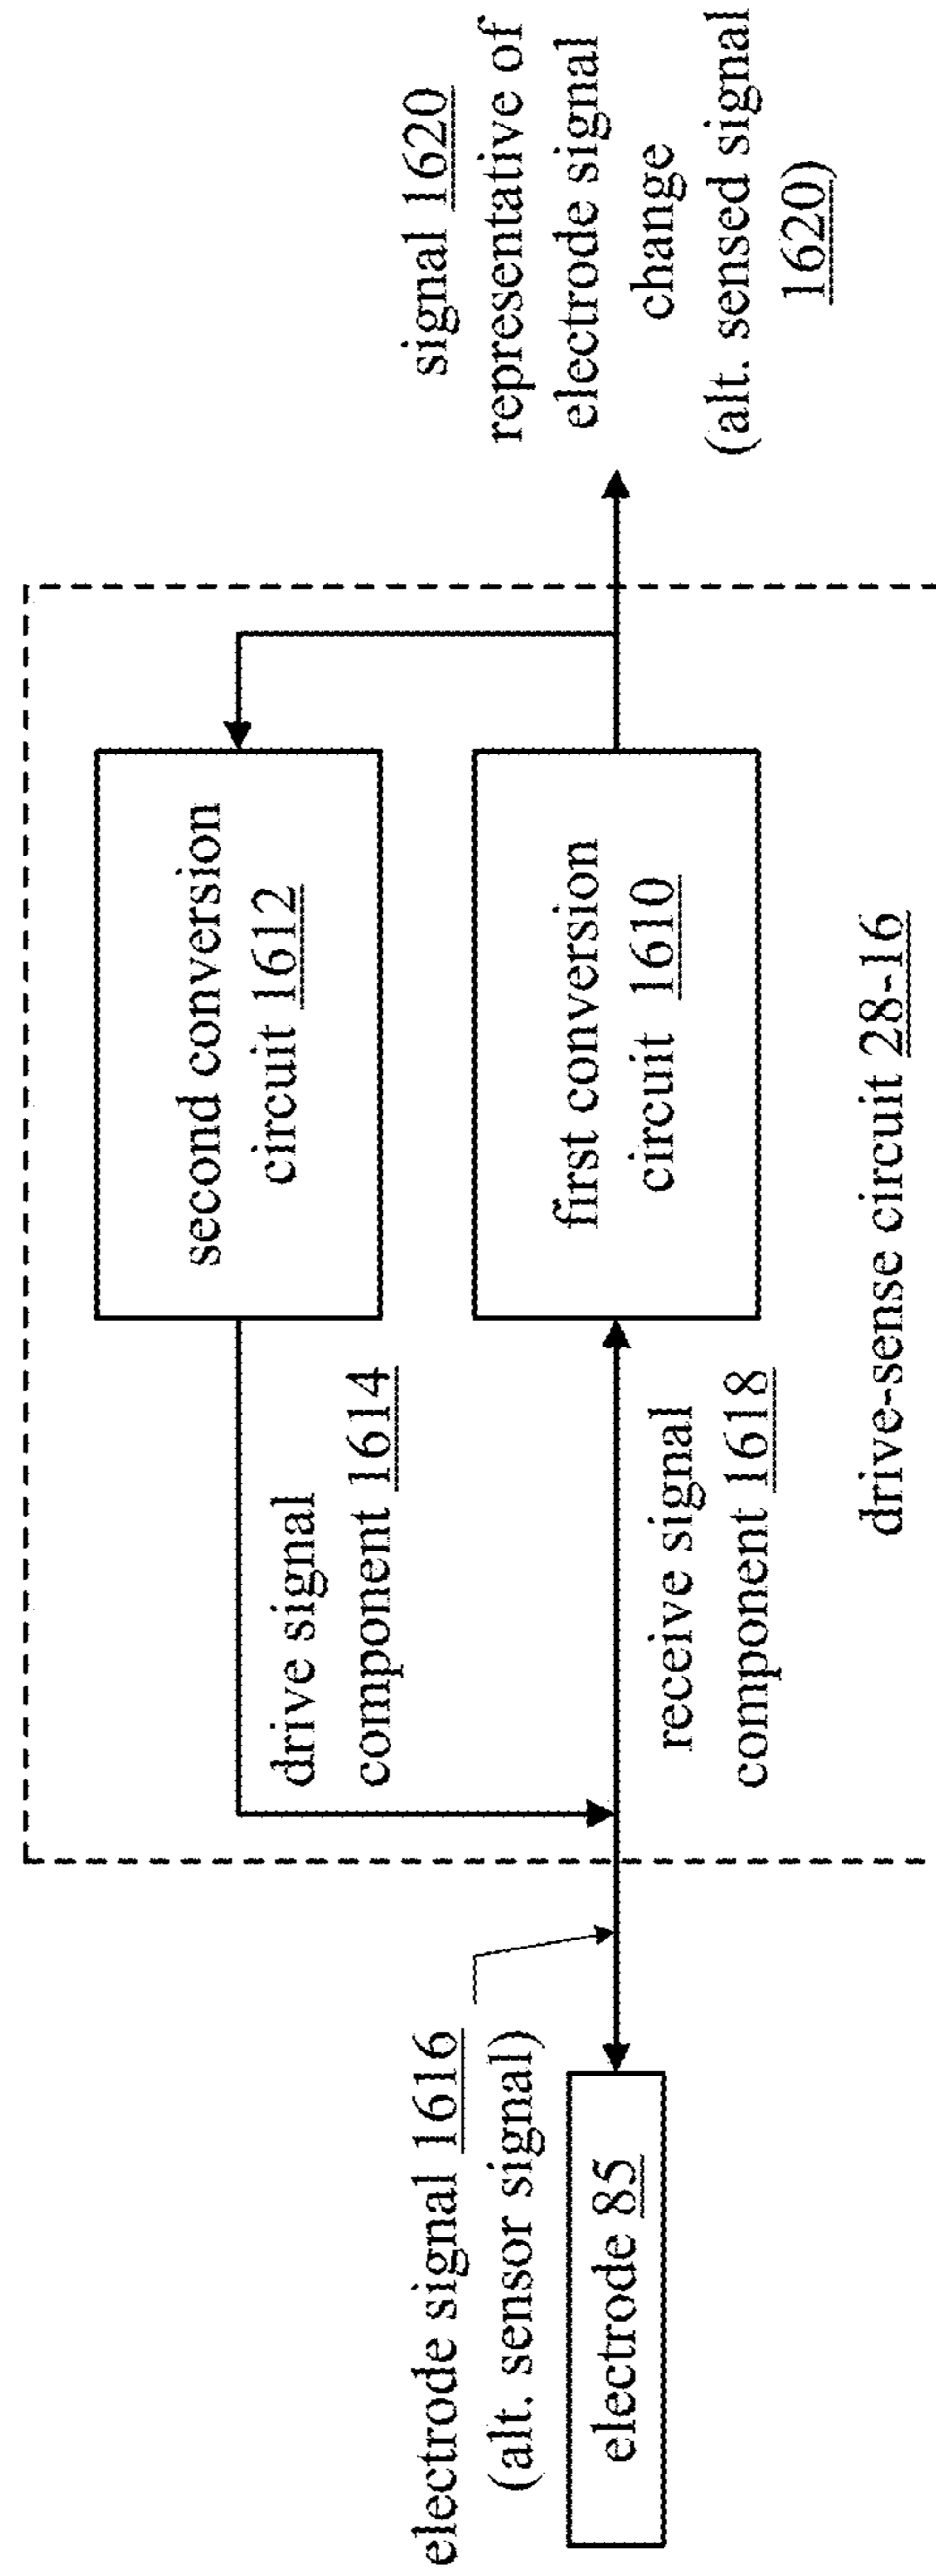 electrode signal 1616
(alt. sensor signal)
electrode 85
drive signal
component 1614
receive signal
component 1618
second conversion
circuit 1612
first conversion
circuit 1610
drive-sense circuit 28-16
signal 1620
representative of
electrode signal
change
(alt. sensed signal
1620)